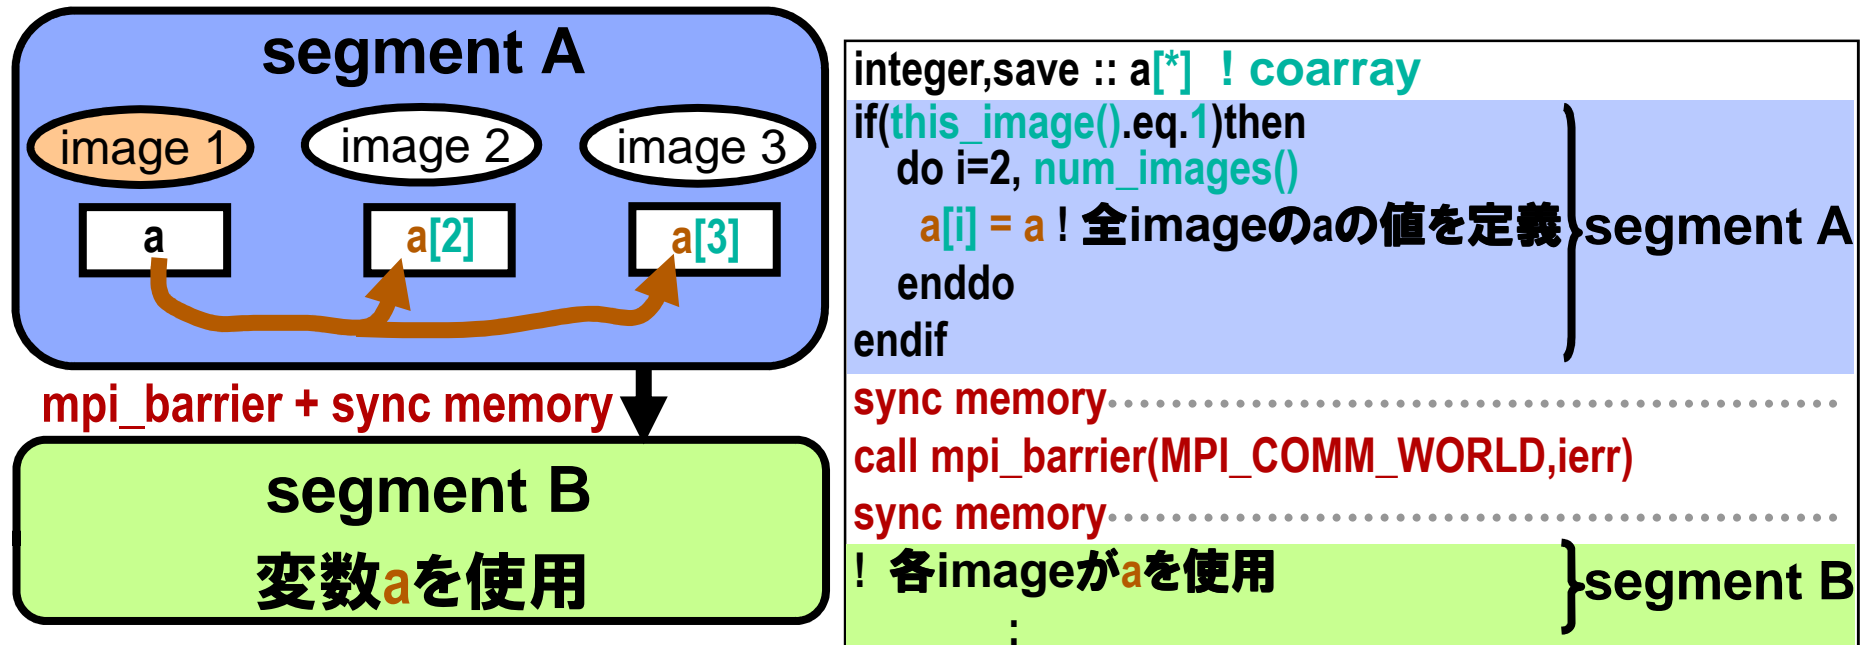 segment A
image 1
image 2
image 3
a
a[2]
a[3]
mpi_barrier + sync memory
segment B
変数aを使用
integer,save :: a[*] ! coarray
if(this_image().eq.1)then
do i=2, num_images()
a[i] = a ! 全imageのaの値を定義
enddo
endif
segment A
sync memory
call mpi_barrier(MPI_COMM_WORLD,ierr)
sync memory
! 各imageがaを使用
:
segment B